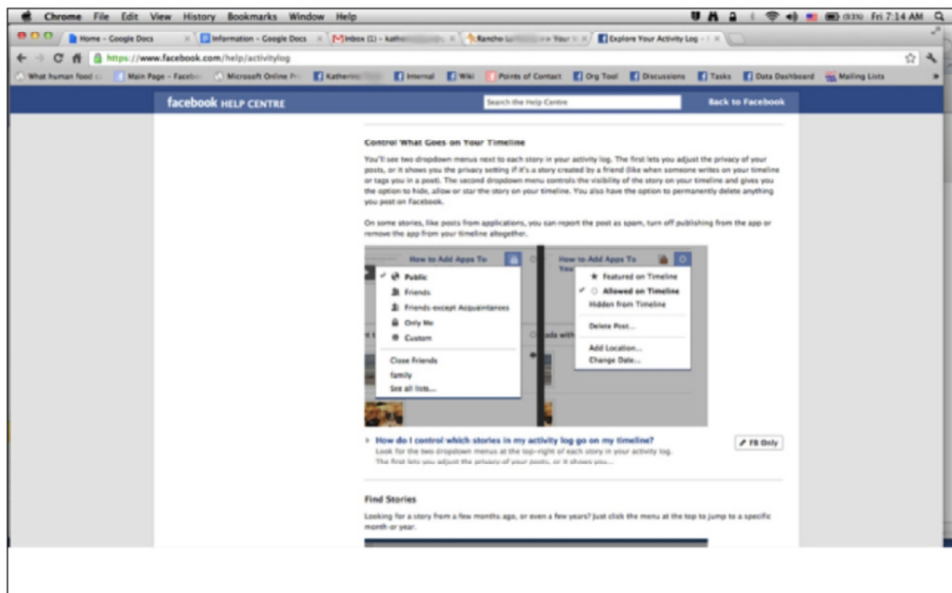 Chrome File Edit View History Bookmarks Window Help
(93%) Fri 7:14 AM
Home – Google Docs
Information – Google Docs
Inbox (1) –
Rancho
Explore Your Activity Log –
https://www.facebook.com/help/activitylog
What human food
Main Page – Facebo
Microsoft Online
Internal
Wiki
Points of Contact
Org Tool
Discussions
Tasks
Data Dashboard
Mailing Lists
facebook HELP CENTRE
Search the Help Centre
Back to Facebook
Control What Goes on Your Timeline
You'll see two dropdown menus next to each story in your activity log. The first lets you adjust the privacy of your
posts, or it shows you the privacy setting if it's a story created by a friend (like when someone writes on your timeline
or tags you in a post). The second dropdown menu controls the visibility of the story on your timeline and gives you
the option to hide, allow or star the story on your timeline. You also have the option to permanently delete anything
you post on Facebook.
On some stories, like posts from applications, you can report the post as spam, turn off publishing from the app or
remove the app from your timeline altogether.
How to Add Apps To
Public
Friends
Friends except Acquaintances
Only Me
Custom
Close Friends
family
See all lists...
How to Add Apps To
You
Featured on Timeline
Allowed on Timeline
Hidden from Timeline
Delete Post...
Add Location...
Change Date...
ads with
How do I control which stories in my activity log go on my timeline?
FB Only
Look for the two dropdown menus at the top-right of each story in your activity log.
The first lets you adjust the privacy of your posts, or it shows you...
Find Stories
Looking for a story from a few months ago, or even a few years? Just click the menu at the top to jump to a specific
month or year.